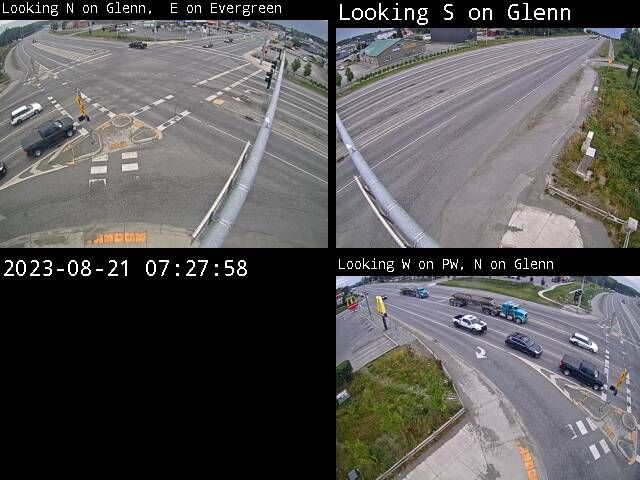 Looking N on Glenn,  E on Evergreen
Looking S on Glenn
2023-08-21 07:27:58
Looking W on PW, N on Glenn